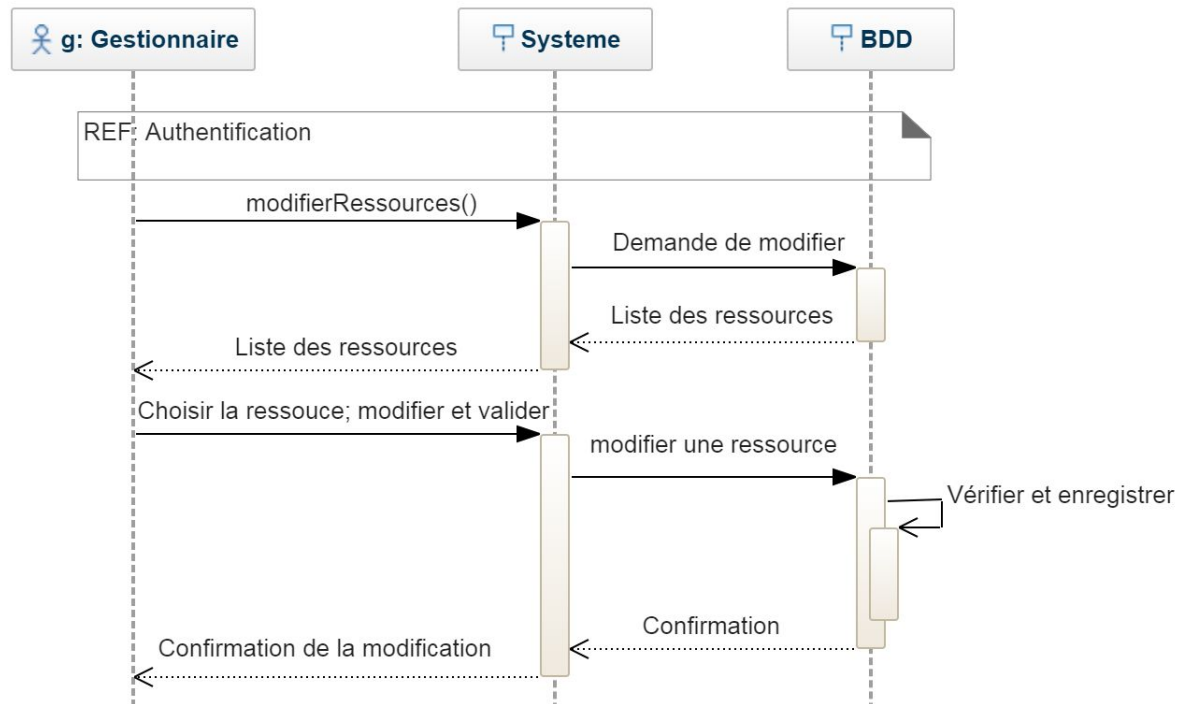 g: Gestionnaire
Systeme
BDD
REF: Authentification
modifierRessources()
Demande de modifier
Liste des ressources
Liste des ressources
Choisir la ressouce; modifier et valider
modifier une ressource
Vérifier et enregistrer
Confirmation
Confirmation de la modification